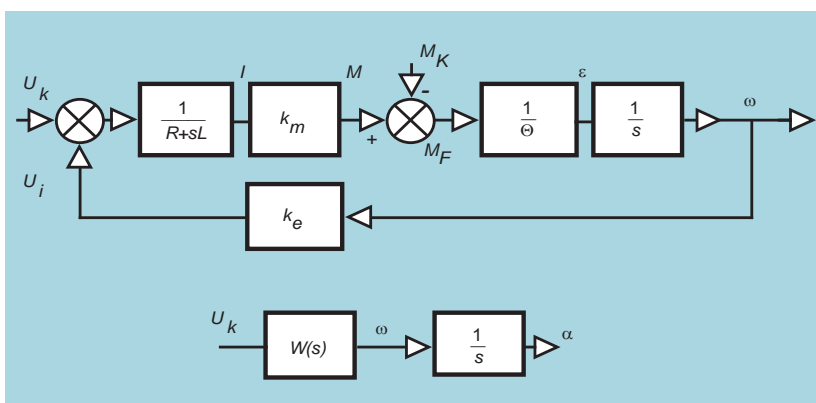 M_K
U_k
I
M
ε
ω
1
R+sL
k_m
-
+
M_F
1
Θ
1
s
U_i
k_e
U_k
W(s)
ω
1
s
α